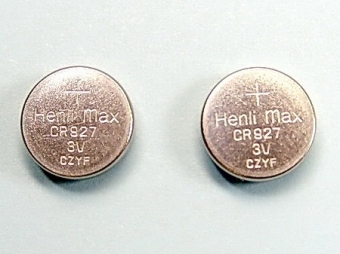 +
Henli Max
CR927
3V
CZYF
+
Henli Max
CR927
3V
CZYF